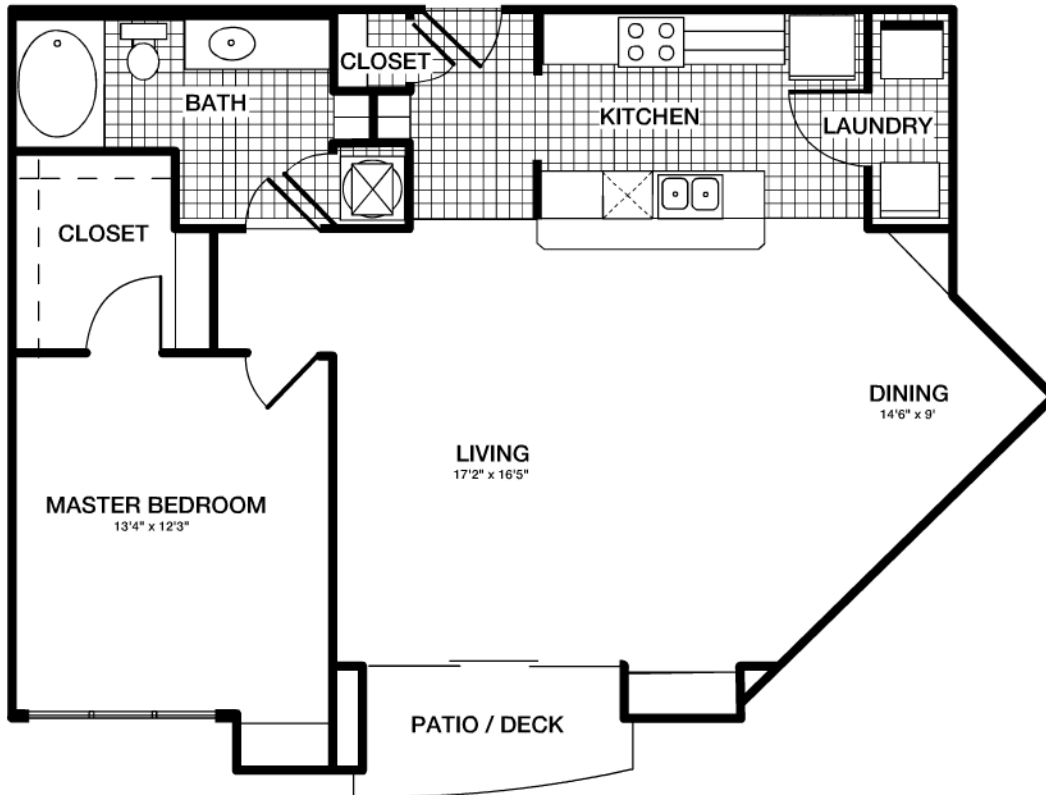 CLOSET
BATH
KITCHEN
LAUNDRY
CLOSET
DINING
14'6" x 9'
LIVING
17'2" x 16'5"
MASTER BEDROOM
13'4" x 12'3"
PATIO / DECK